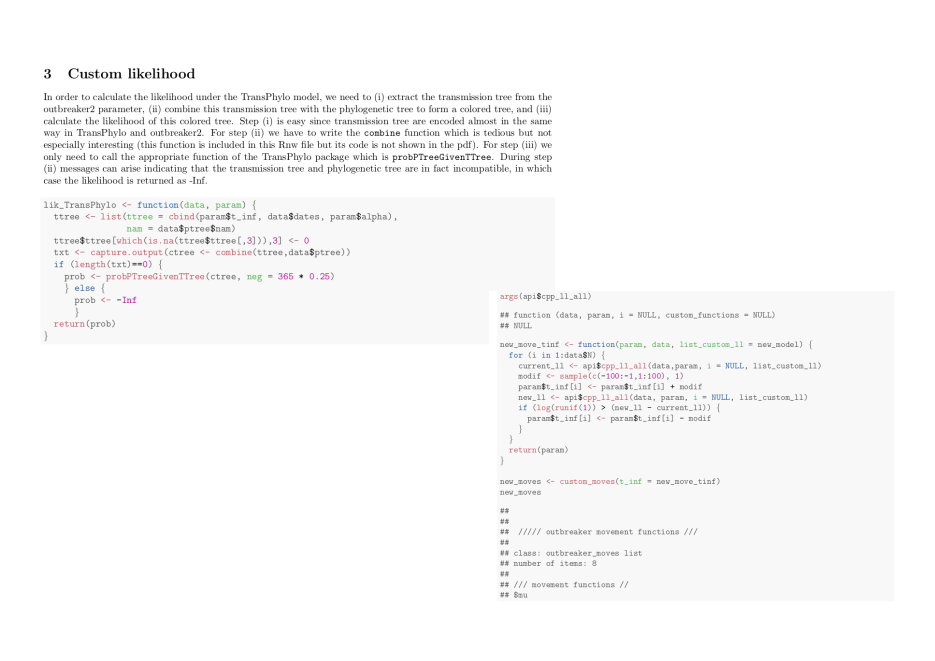 3 Custom likelihood
In order to calculate the likelihood under the TransPhylo model, we need to (i) extract the transmission tree from the
outbreaker2 parameter, (ii) combine this transmission tree with the phylogenetic tree to form a colored tree, and (iii)
calculate the likelihood of this colored tree. Step (i) is easy since transmission tree are encoded almost in the same
way in TransPhylo and outbreaker2. For step (ii) we have to write the combine function which is tedious but not
especially interesting (this function is included in this Rnw file but its code is not shown in the pdf). For step (iii) we
only need to call the appropriate function of the TransPhylo package which is probPTreeGivenTTree. During step
(ii) messages can arise indicating that the transmission tree and phylogenetic tree are in fact incompatible, in which
case the likelihood is returned as -Inf.
lik_TransPhylo <- function(data, param) {
  ttree <- list(ttree = cbind(param$t_inf, data$dates, param$alpha),
                nam = data$ptree$nam)
  ttree$ttree[which(is.na(ttree$ttree[,3])),3] <- 0
  txt <- capture.output(ctree <- combine(ttree,data$ptree))
  if (length(txt)==0) {
    prob <- probPTreeGivenTTree(ctree, neg = 365 * 0.25)
    } else {
      prob <- -Inf
      }
  return(prob)
}
args(api$cpp_ll_all)
## function (data, param, i = NULL, custom_functions = NULL)
## NULL
new_move_tinf <- function(param, data, list_custom_ll = new_model) {
  for (i in 1:data$N) {
    current_ll <- api$cpp_ll_all(data,param, i = NULL, list_custom_ll)
    modif <- sample(c(-100:-1,1:100), 1)
    param$t_inf[i] <- param$t_inf[i] + modif
    new_ll <- api$cpp_ll_all(data, param, i = NULL, list_custom_ll)
    if (log(runif(1)) > (new_ll - current_ll)) {
      param$t_inf[i] <- param$t_inf[i] - modif
    }
  }
  return(param)
}
new_moves <- custom_moves(t_inf = new_move_tinf)
new_moves
##
##
##  ///// outbreaker movement functions ///
##
## class: outbreaker_moves list
## number of items: 8
##
## /// movement functions //
## $mu